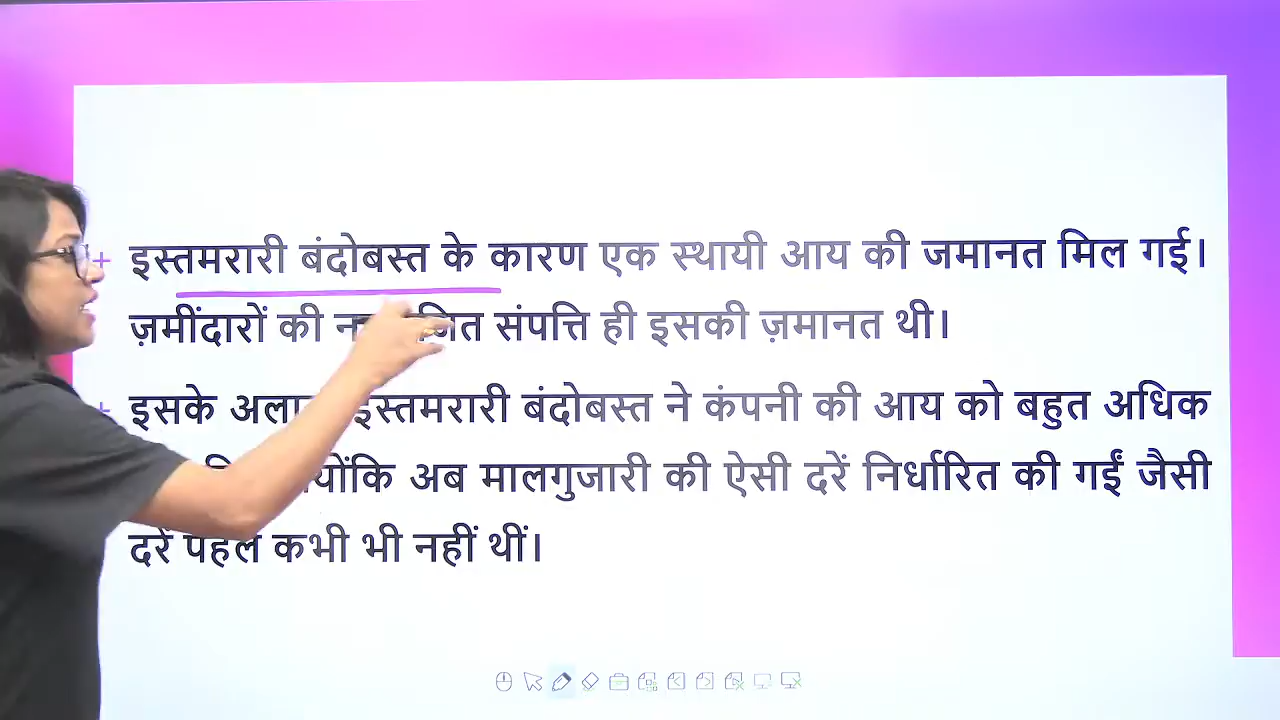 + इस्तमरारी बंदोबस्त के कारण एक स्थायी आय की जमानत मिल गई।
ज़मींदारों की संपत्ति ही इसकी ज़मानत थी।
+ इसके इस्तमरारी बंदोबस्त ने कंपनी की आय को बहुत अधिक
अब मालगुजारी की ऐसी दरें निर्धारित की गईं जैसी
दरें पहले कभी भी नहीं थीं।